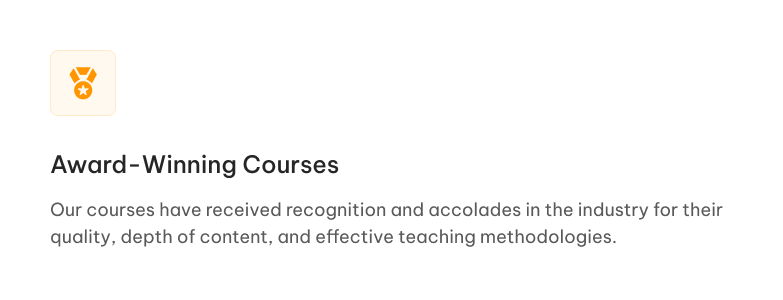 Award-Winning Courses
Our courses have received recognition and accolades in the industry for their
quality, depth of content, and effective teaching methodologies.